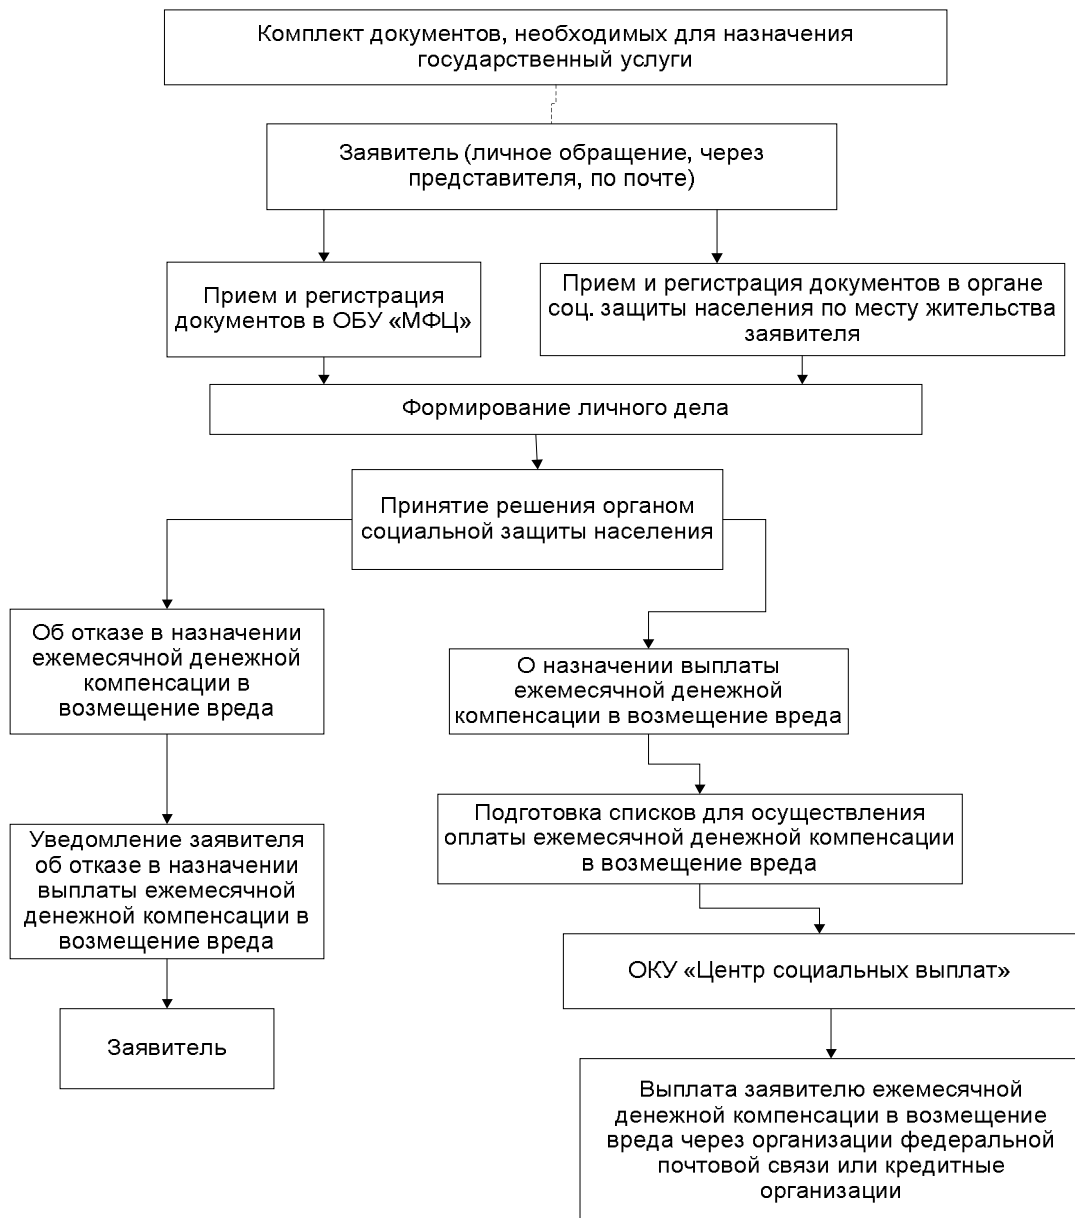 Комплект документов, необходимых для назначения
государственный услуги
Заявитель (личное обращение, через
представителя, по почте)
Прием и регистрация
документов в ОБУ «МФЦ»
Прием и регистрация документов в органе
соц. защиты населения по месту жительства
заявителя
Формирование личного дела
Принятие решения органом
социальной защиты населения
Об отказе в назначении
ежемесячной денежной
компенсации в
возмещение вреда
О назначении выплаты
ежемесячной денежной
компенсации в возмещение вреда
Подготовка списков для осуществления
оплаты ежемесячной денежной компенсации
в возмещение вреда
Уведомление заявителя
об отказе в назначении
выплаты ежемесячной
денежной компенсации в
возмещение вреда
ОКУ «Центр социальных выплат»
Заявитель
Выплата заявителю ежемесячной
денежной компенсации в возмещение
вреда через организации федеральной
почтовой связи или кредитные
организации